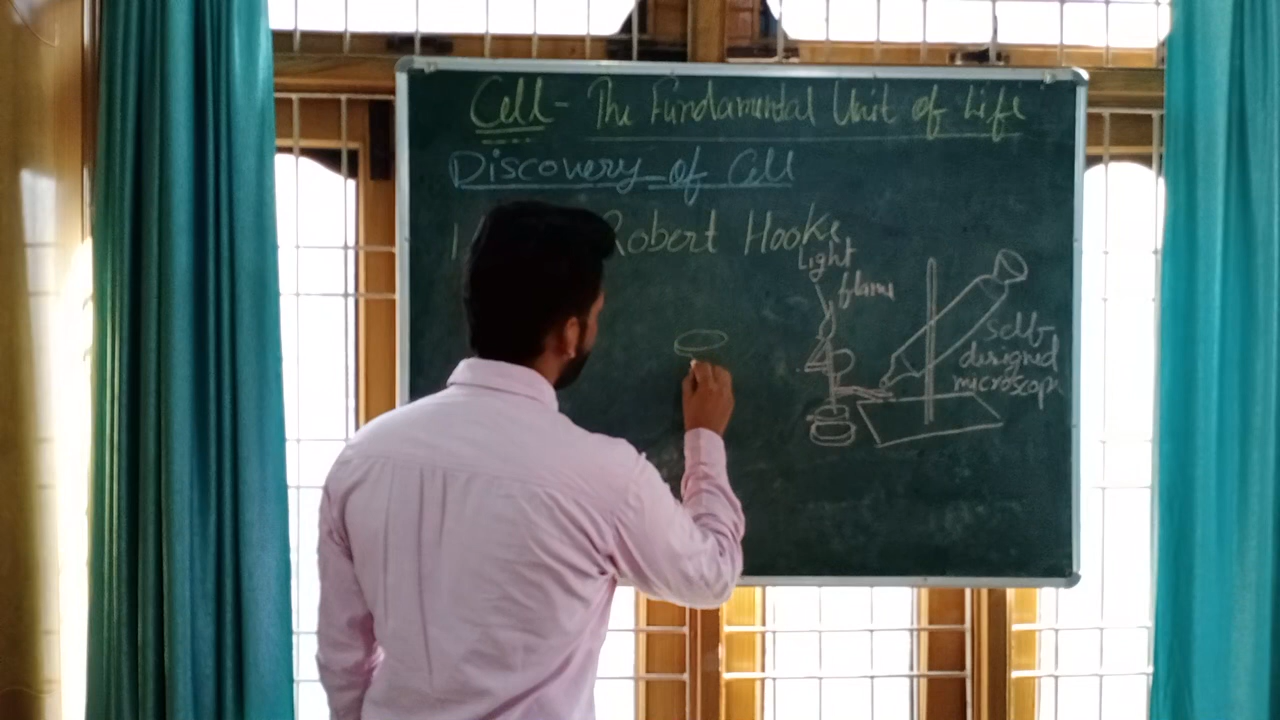 Cell - The Fundamental Unit of Life
Discovery of Cell
Robert Hooke
Light
flame
self
designed
microscope